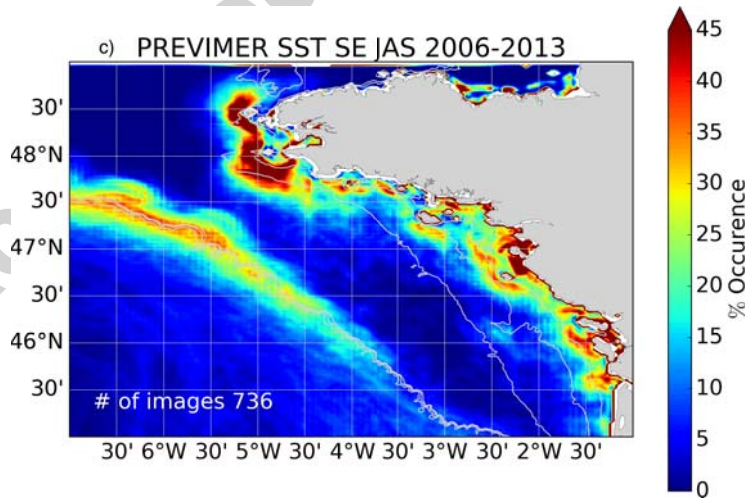 c) PREVIMER SST SE JAS 2006-2013
30'
48°N
30'
47°N
30'
46°N
30'
# of images 736
30' 6°W 30' 5°W 30' 4°W 30' 3°W 30' 2°W 30'
45
40
35
30
25
20
15
10
5
0
% Occurence